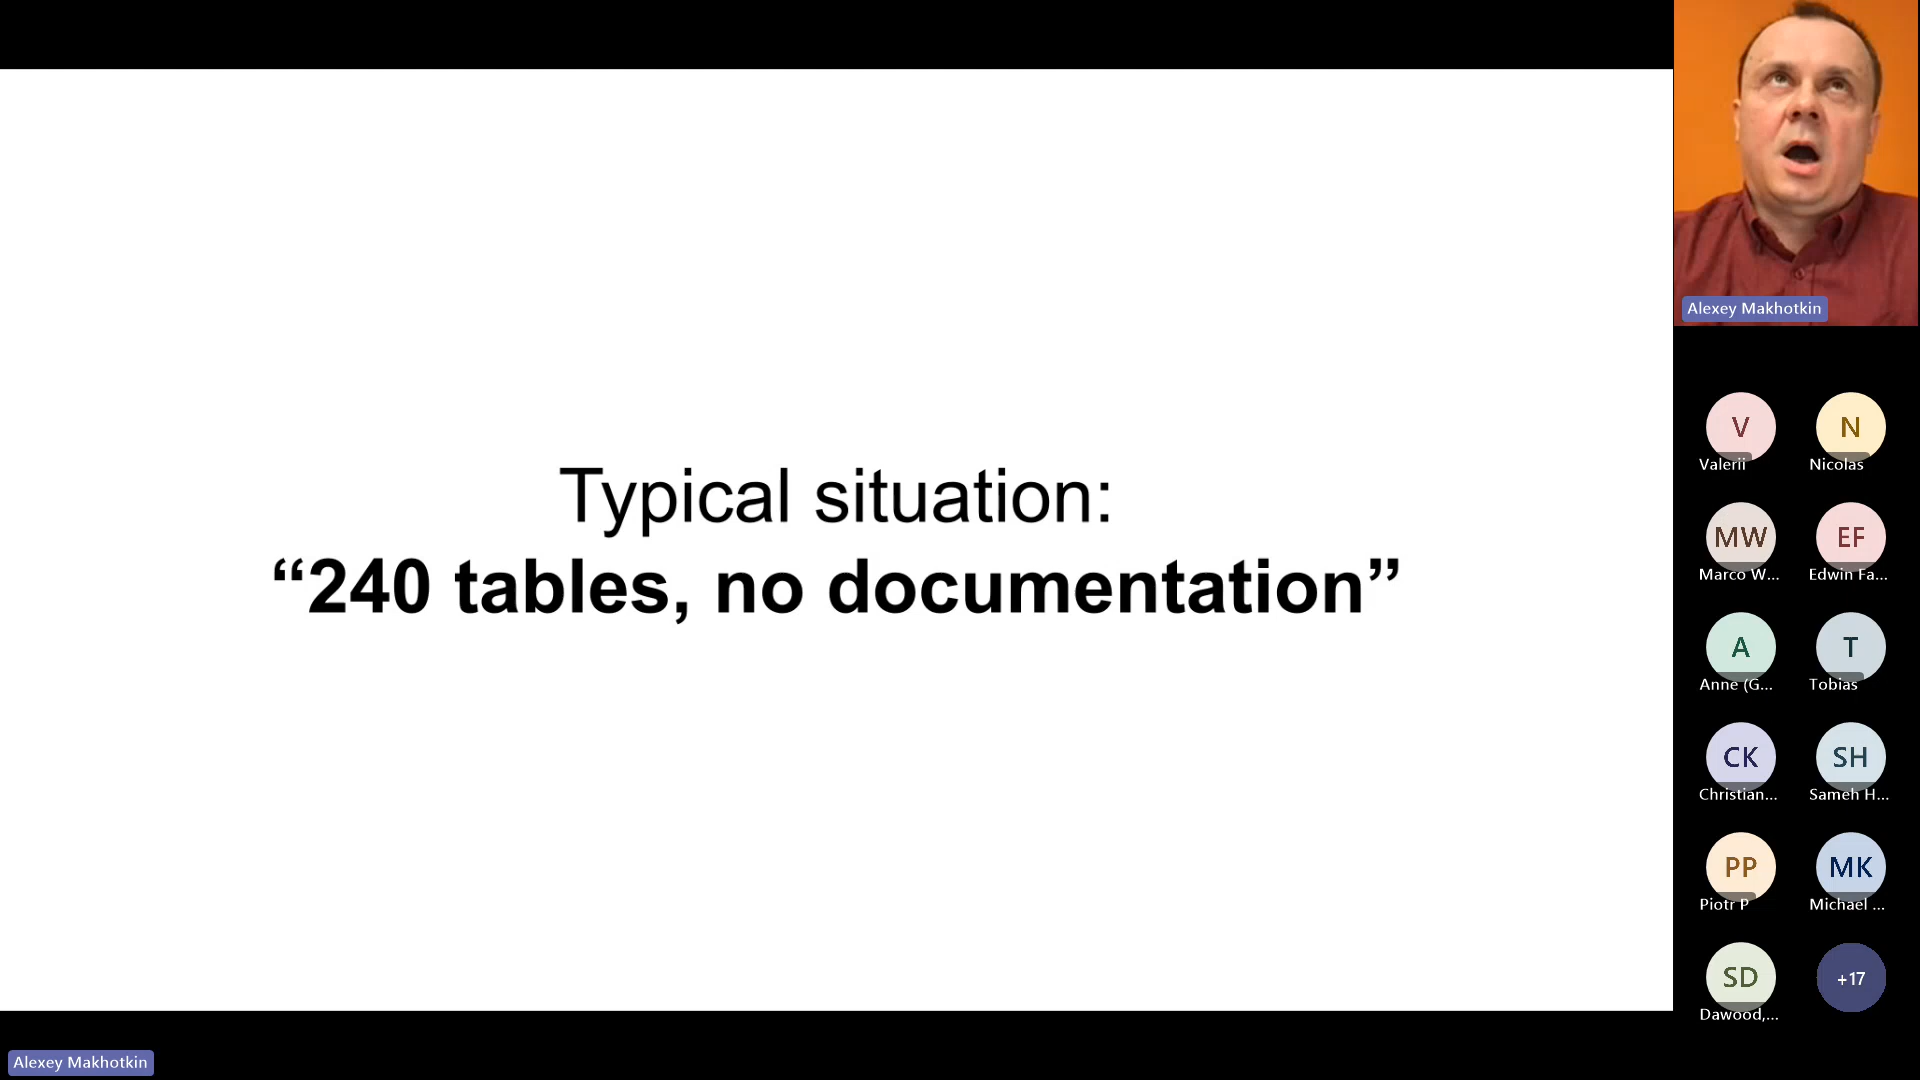 Typical situation:
“240 tables, no documentation”
Alexey Makhotkin
V
Valerii
N
Nicolas
MW
Marco W...
EF
Edwin Fa...
A
Anne (G...
T
Tobias
CK
Christian...
SH
Sameh H...
PP
Piotr P
MK
Michael ...
SD
Dawood,...
+17
Alexey Makhotkin